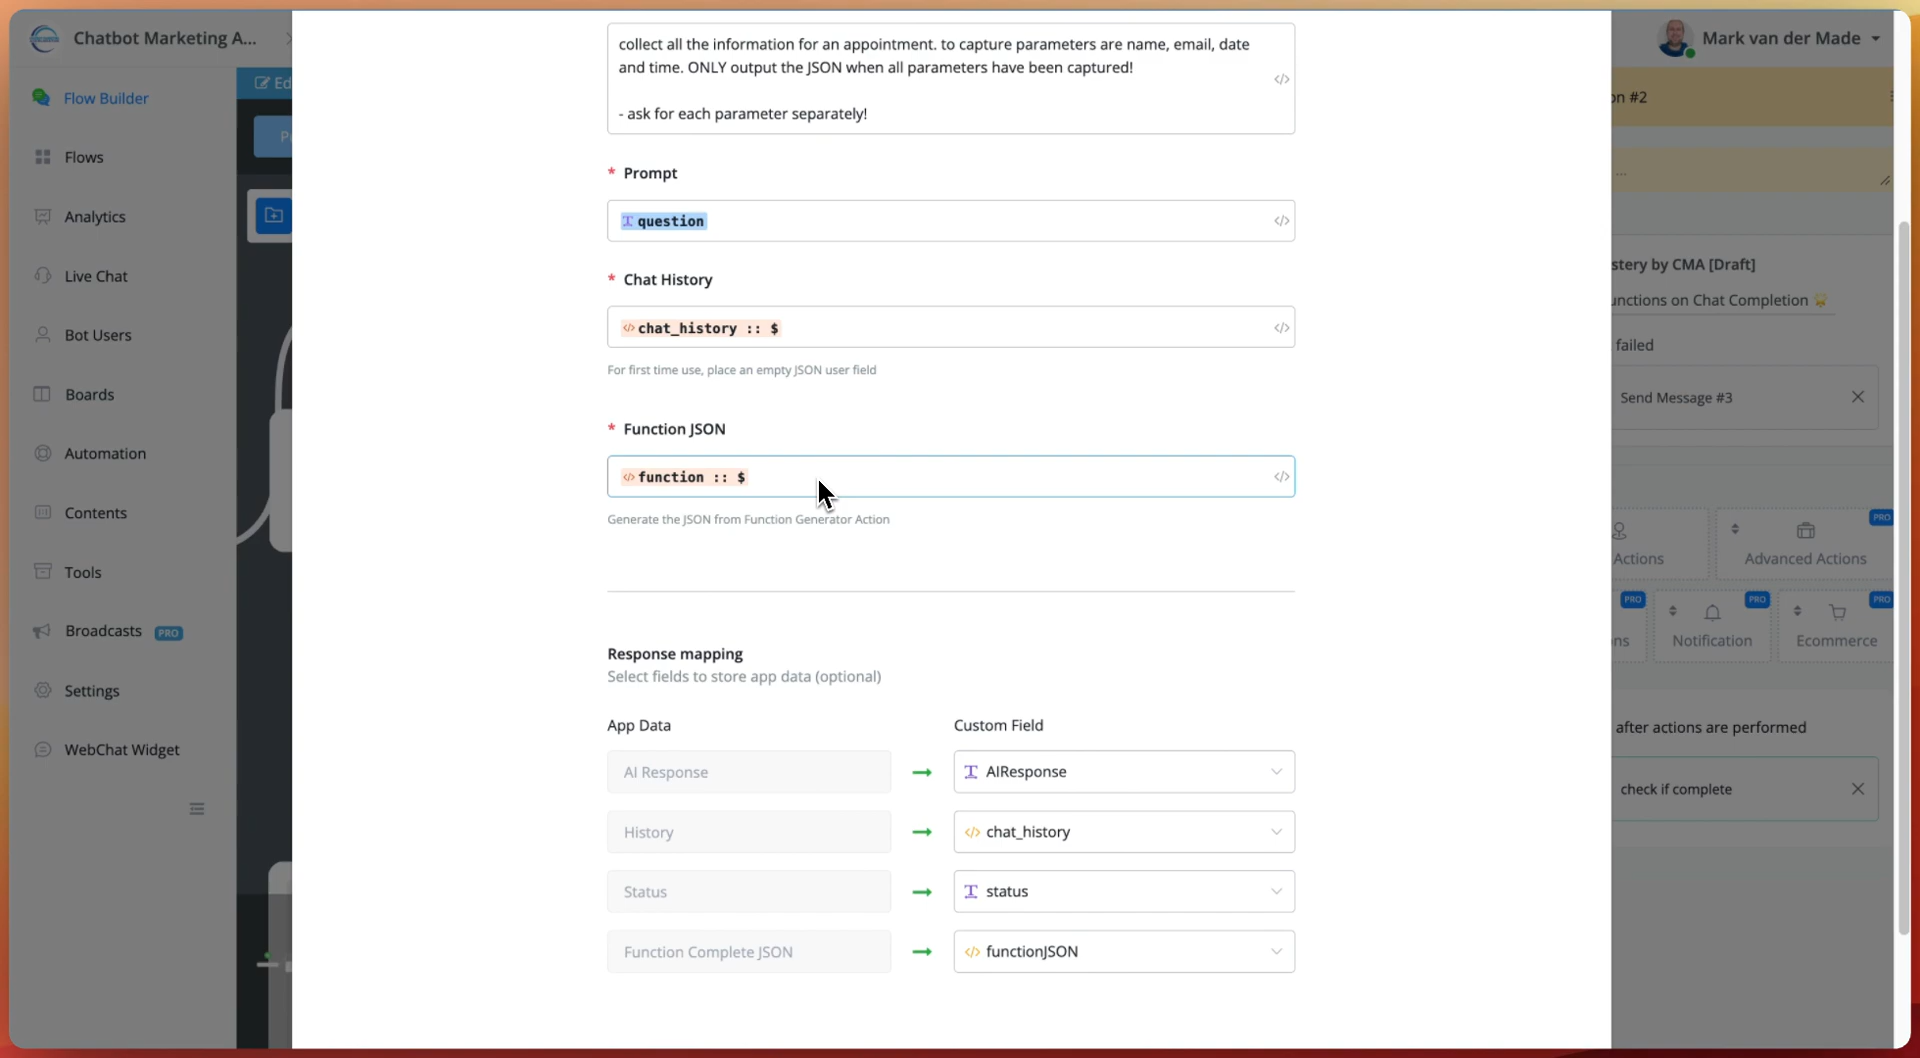 Chatbot Marketing A...
Mark van der Made
Flow Builder
Flows
Analytics
Live Chat
Bot Users
Boards
Automation
Contents
Tools
Broadcasts PRO
Settings
WebChat Widget
Ed
collect all the information for an appointment. to capture parameters are name, email, date
and time. ONLY output the JSON when all parameters have been captured!
- ask for each parameter separately!
</>
* Prompt
question
</>
* Chat History
</> chat_history :: $
</>
For first time use, place an empty JSON user field
* Function JSON
</> function :: $
</>
Generate the JSON from Function Generator Action
Response mapping
Select fields to store app data (optional)
App Data
Custom Field
AI Response
AIResponse
History
</> chat_history
Status
status
Function Complete JSON
</> functionJSON
on #2
...
stery by CMA [Draft]
unctions on Chat Completion
failed
Send Message #3
Actions
PRO
Advanced Actions
PRO
ns
PRO
Notification
PRO
Ecommerce
after actions are performed
check if complete